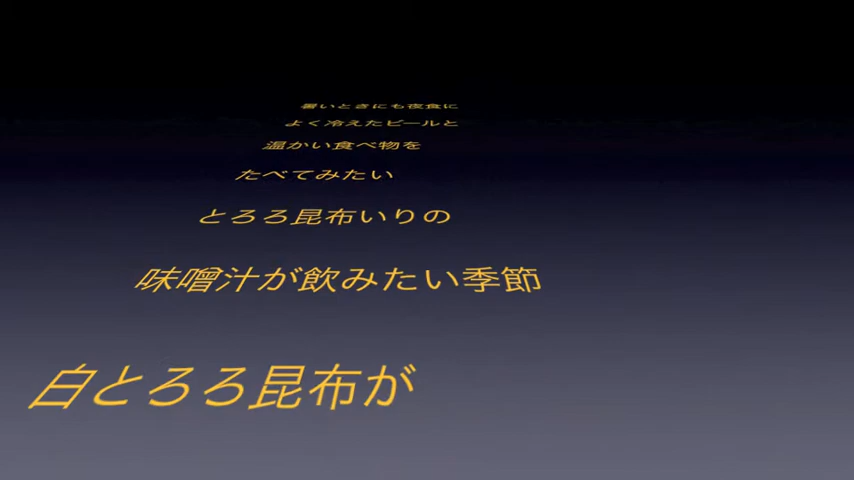 暑いときにも夜食に
よく冷えたビールと
温かい食べ物を
たべてみたい
とろろ昆布いりの
味噌汁が飲みたい季節
白とろろ昆布が